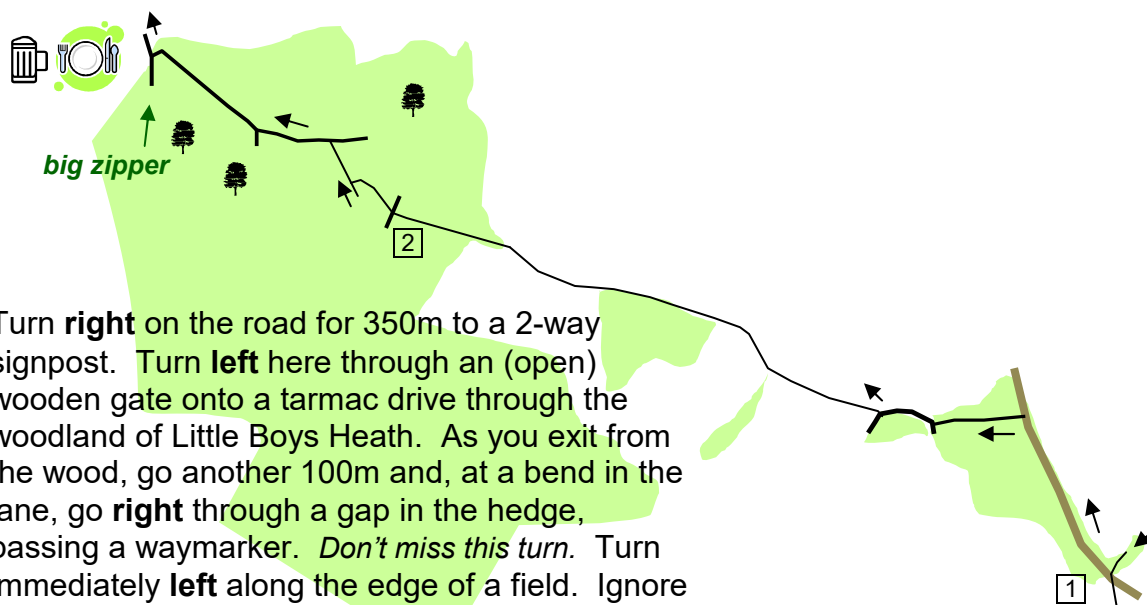 big zipper
2
Turn right on the road for 350m to a 2-way
signpost. Turn left here through an (open)
wooden gate onto a tarmac drive through the
woodland of Little Boys Heath. As you exit from
the wood, go another 100m and, at a bend in the
lane, go right through a gap in the hedge,
passing a waymarker. Don't miss this turn. Turn
immediately left along the edge of a field. Ignore
1